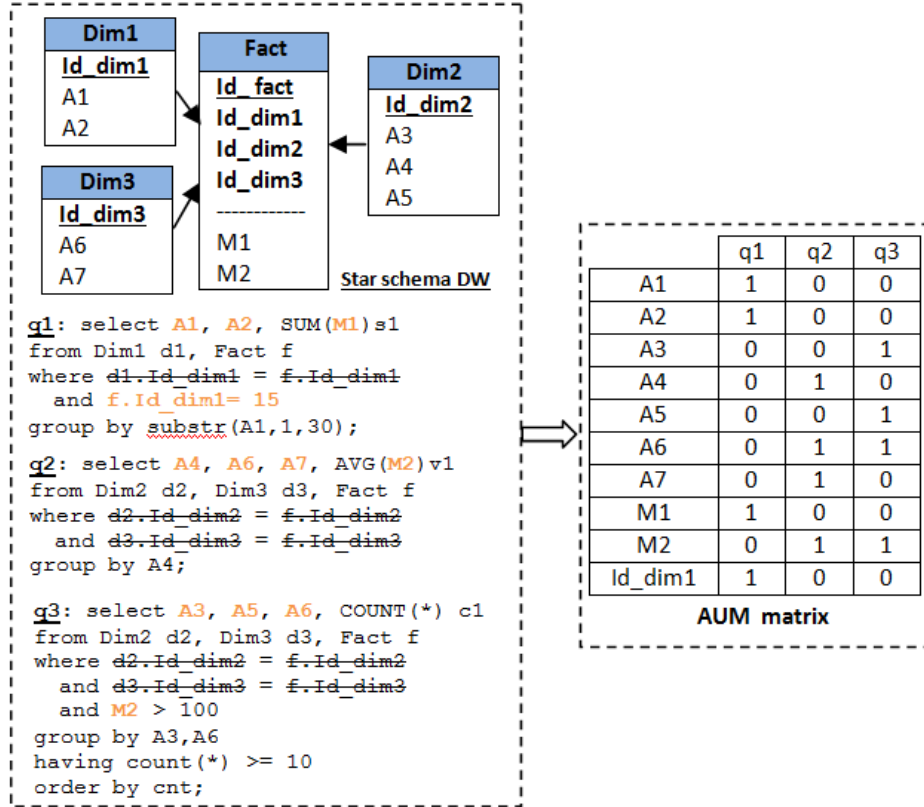 Dim1
Id_dim1
A1
A2
Fact
Id_fact
Id_dim1
Id_dim2
Id_dim3
------------
M1
M2
Dim2
Id_dim2
A3
A4
A5
Dim3
Id_dim3
A6
A7
Star schema DW
q1: select A1, A2, SUM(M1)s1
from Dim1 d1, Fact f
where d1.Id_dim1 = f.Id_dim1
and f.Id_dim1= 15
group by substr(A1,1,30);
q2: select A4, A6, A7, AVG(M2)v1
from Dim2 d2, Dim3 d3, Fact f
where d2.Id_dim2 = f.Id_dim2
and d3.Id_dim3 = f.Id_dim3
group by A4;
q3: select A3, A5, A6, COUNT(*) c1
from Dim2 d2, Dim3 d3, Fact f
where d2.Id_dim2 = f.Id_dim2
and d3.Id_dim3 = f.Id_dim3
and M2 > 100
group by A3,A6
having count(*) >= 10
order by cnt;
q1 q2 q3
A1 1 0 0
A2 1 0 0
A3 0 0 1
A4 0 1 0
A5 0 0 1
A6 0 1 1
A7 0 1 0
M1 1 0 0
M2 0 1 1
Id_dim1 1 0 0
AUM matrix